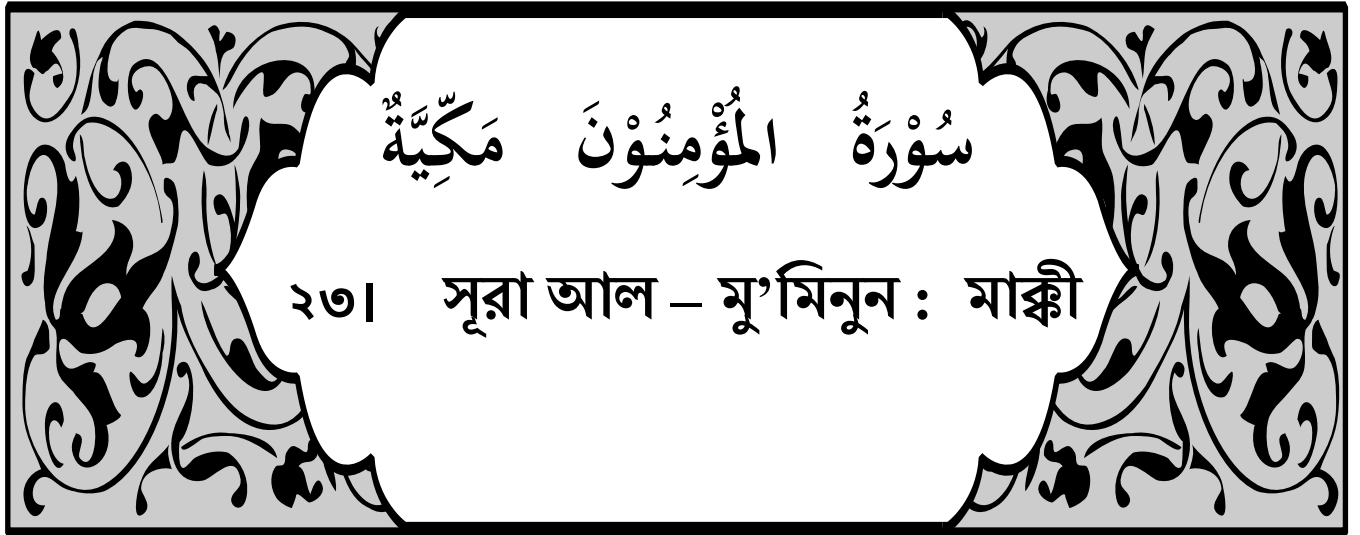 سُوْرَةُ الْمُؤْمِنُوْنَ مَكِّيَّةٌ
২৩। সূরা আল – মু’মিনুন : মাক্কী